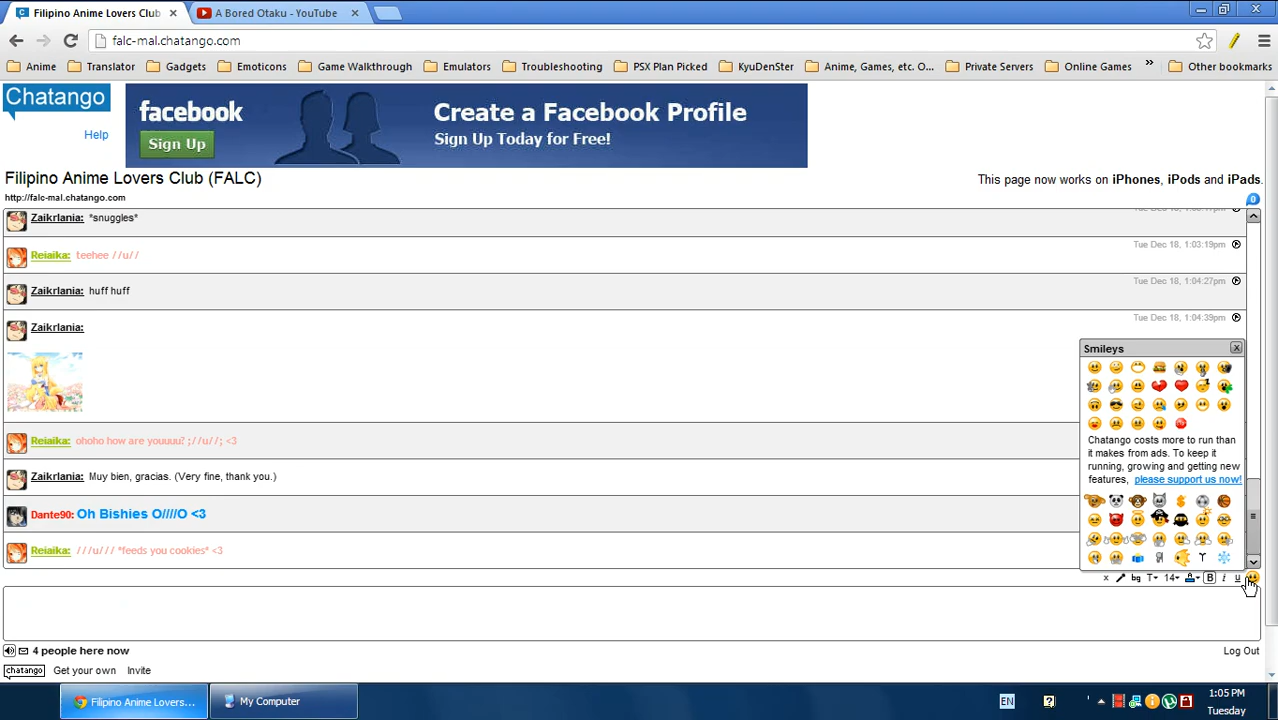 Filipino Anime Lovers Club
A Bored Otaku - YouTube
falc-mal.chatango.com
Anime
Translator
Gadgets
Emoticons
Game Walkthrough
Emulators
Troubleshooting
PSX Plan Picked
KyuDenSter
Anime, Games, etc. O...
Private Servers
Online Games
»
Other bookmarks
Chatango
Help
facebook
Sign Up
Create a Facebook Profile
Sign Up Today for Free!
Filipino Anime Lovers Club (FALC)
This page now works on iPhones, iPods and iPads.
http://falc-mal.chatango.com
0
Zaikrlania: *snuggles*
Reiaika: teehee //u//
Tue Dec 18, 1:03:19pm
Zaikrlania: huff huff
Tue Dec 18, 1:04:27pm
Zaikrlania:
Tue Dec 18, 1:04:39pm
Reiaika: ohoho how are youuuu? ;//u//; <3
Zaikrlania: Muy bien, gracias. (Very fine, thank you.)
Dante90: Oh Bishies O////O <3
Reiaika: ///u/// *feeds you cookies* <3
Smileys
Chatango costs more to run than
it makes from ads. To keep it
running, growing and getting new
features, please support us now!
x bg T 14 B i u
4 people here now
Log Out
chatango
Get your own
Invite
Filipino Anime Lovers...
My Computer
EN
1:05 PM
Tuesday